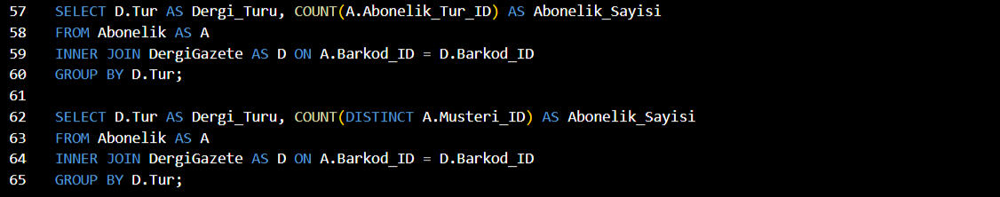 57 SELECT D.Tur AS Dergi_Turu, COUNT(A.Abonelik_Tur_ID) AS Abonelik_Sayisi
58 FROM Abonelik AS A
59 INNER JOIN DergiGazete AS D ON A.Barkod_ID = D.Barkod_ID
60 GROUP BY D.Tur;
61
62 SELECT D.Tur AS Dergi_Turu, COUNT(DISTINCT A.Musteri_ID) AS Abonelik_Sayisi
63 FROM Abonelik AS A
64 INNER JOIN DergiGazete AS D ON A.Barkod_ID = D.Barkod_ID
65 GROUP BY D.Tur;